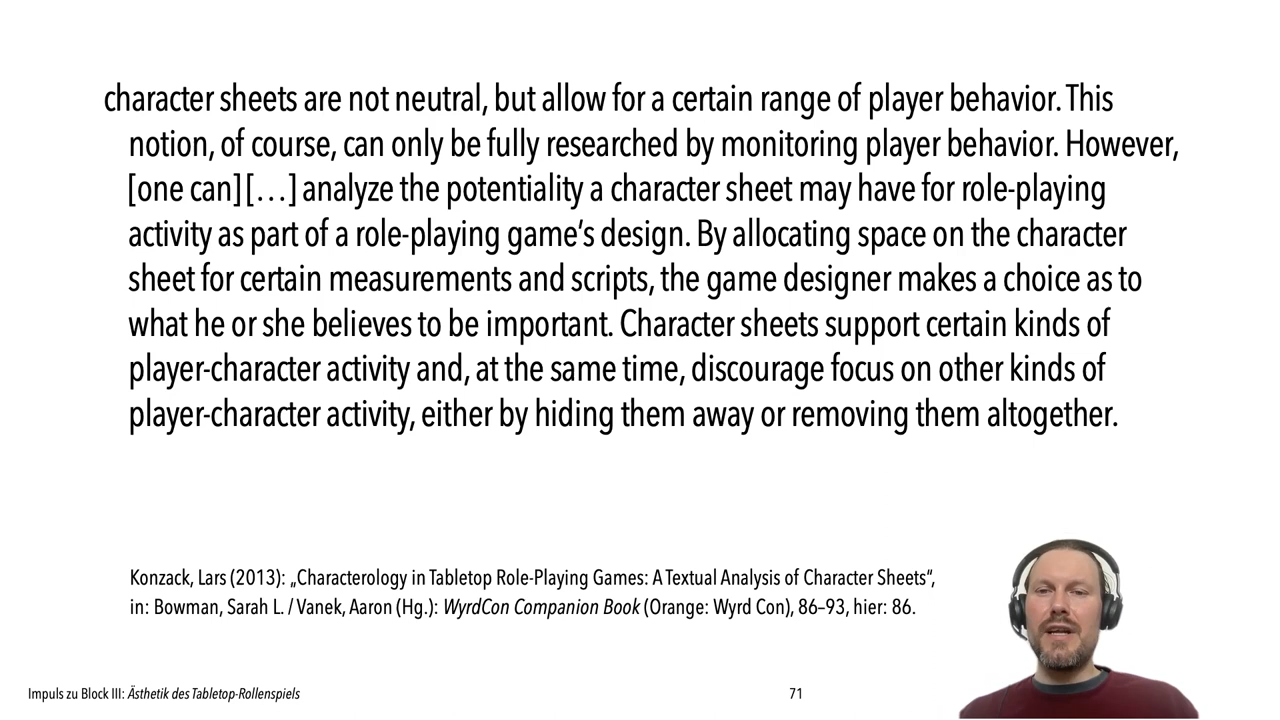 character sheets are not neutral, but allow for a certain range of player behavior. This
notion, of course, can only be fully researched by monitoring player behavior. However,
[one can][…] analyze the potentiality a character sheet may have for role-playing
activity as part of a role-playing game‘s design. By allocating space on the character
sheet for certain measurements and scripts, the game designer makes a choice as to
what he or she believes to be important. Character sheets support certain kinds of
player-character activity and, at the same time, discourage focus on other kinds of
player-character activity, either by hiding them away or removing them altogether.
Konzack, Lars (2013): „Characterology in Tabletop Role-Playing Games: A Textual Analysis of Character Sheets“,
in: Bowman, Sarah L. / Vanek, Aaron (Hg.): WyrdCon Companion Book (Orange: Wyrd Con), 86–93, hier: 86.
Impuls zu Block III: Ästhetik des Tabletop-Rollenspiels
71